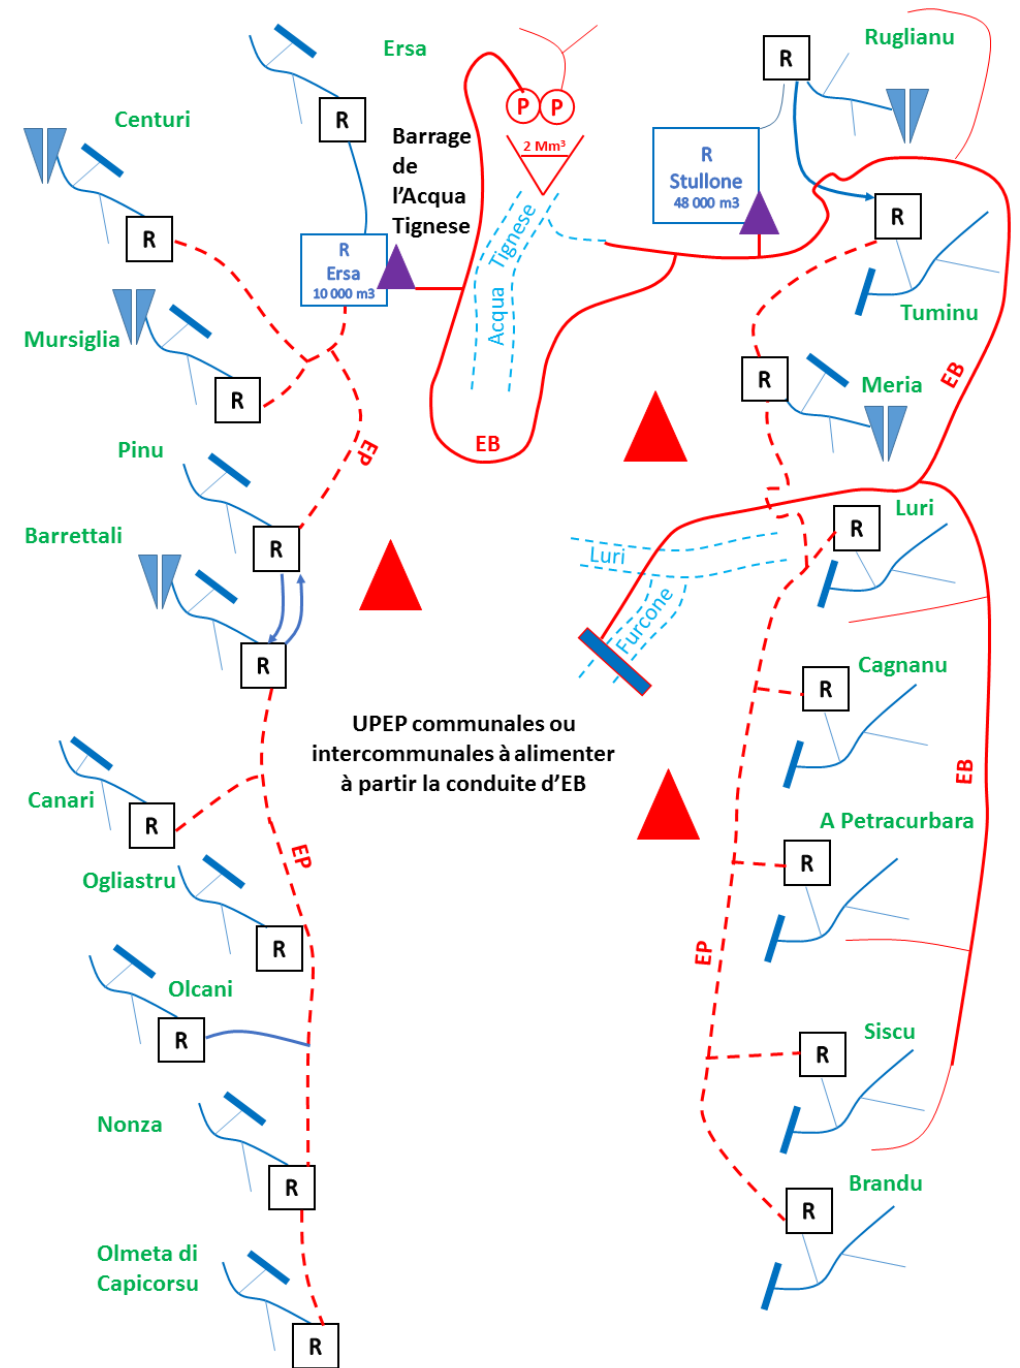 Ersa
Ruglianu
Centuri
R
R
P P
2 Mm³
Barrage
de
l'Acqua
Tignese
R
Stullone
48 000 m3
R
R
R
Ersa
10 000 m3
Acqua Tignese
Tuminu
Mursiglia
R
R
Meria
EB
Pinu
EP
EB
Barrettali
R
Luri
R
Luri
Furcone
R
Cagnanu
R
UPEP communales ou
intercommunales à alimenter
à partir la conduite d'EB
EB
Canari
R
A Petracurbara
R
EP
Ogliastru
R
EP
Olcani
R
Siscu
R
Nonza
R
Brandu
R
Olmeta di
Capicorsu
R